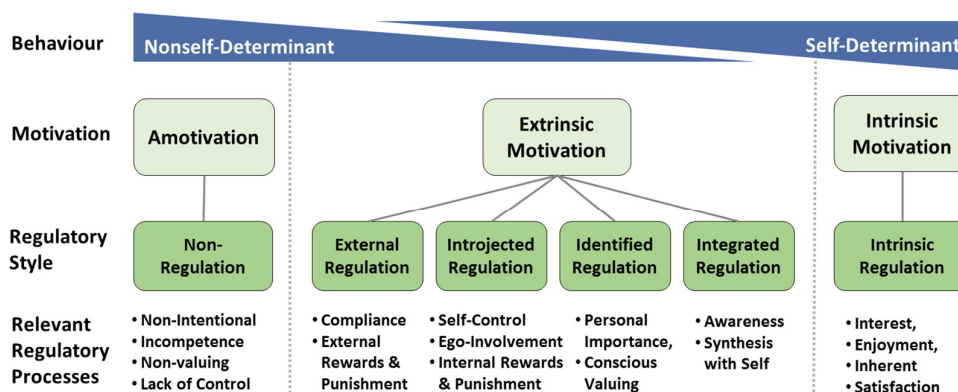 Behaviour
Nonself-Determinant
Self-Determinant
Motivation
Amotivation
Extrinsic
Motivation
Intrinsic
Motivation
Regulatory
Style
Non-
Regulation
External
Regulation
Introjected
Regulation
Identified
Regulation
Integrated
Regulation
Intrinsic
Regulation
Relevant
Regulatory
Processes
• Non-Intentional
• Incompetence
• Non-valuing
• Lack of Control
• Compliance
• External
Rewards &
Punishment
• Self-Control
• Ego-Involvement
• Internal Rewards
& Punishment
• Personal
Importance,
• Conscious
Valuing
• Awareness
• Synthesis
with Self
• Interest,
• Enjoyment,
• Inherent
Satisfaction